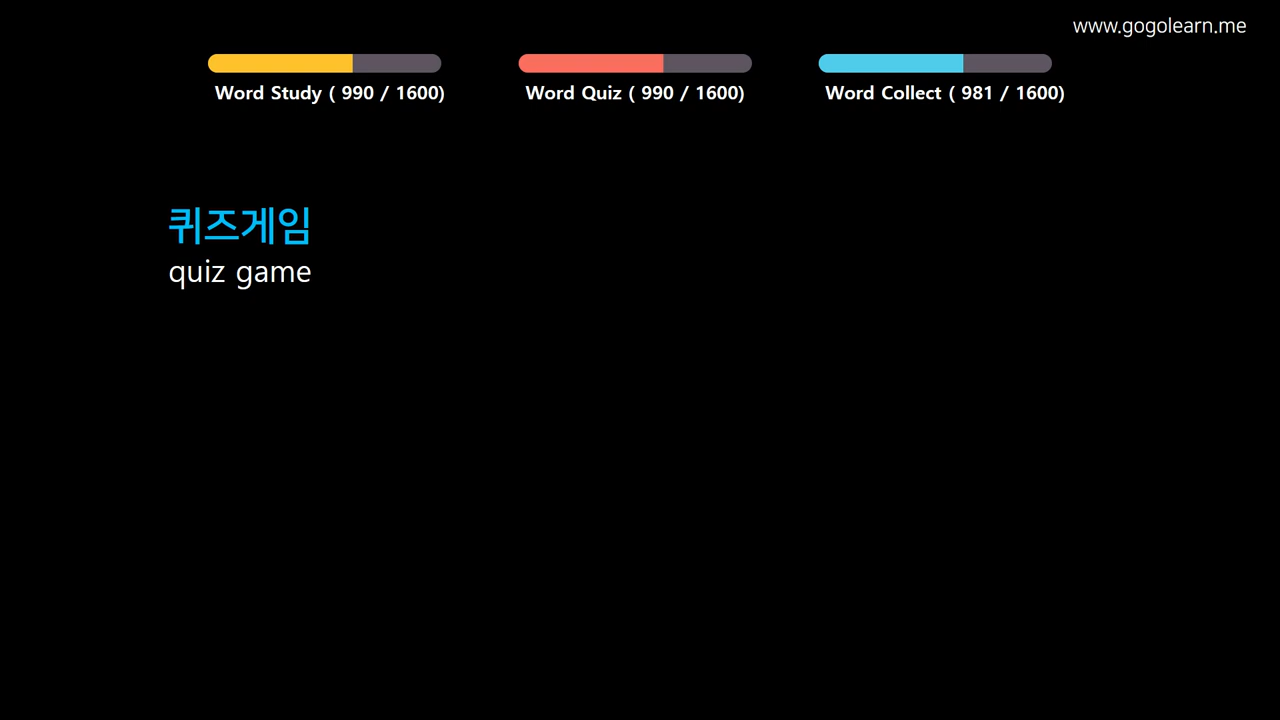 www.gogolearn.me
Word Study ( 990 / 1600)
Word Quiz ( 990 / 1600)
Word Collect ( 981 / 1600)
퀴즈게임
quiz game